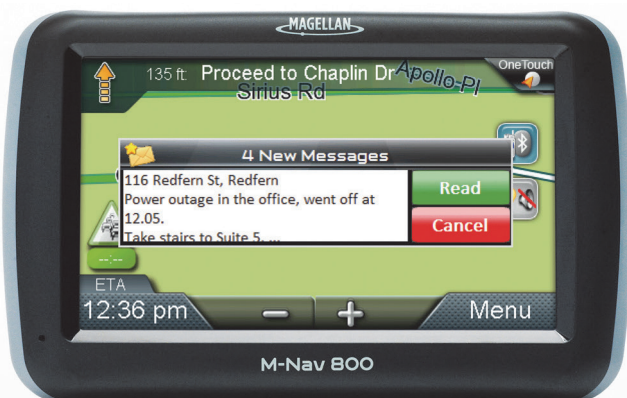 MAGELLAN
135 ft Proceed to Chaplin Dr
Apollo-Pl
OneTouch
Sirius-Rd
4 New Messages
116 Redfern St, Redfern
Power outage in the office, went off at
12.05.
Take stairs to Suite 5, ...
Read
Cancel
--:--
ETA
12:36 pm
Menu
M-Nav 800